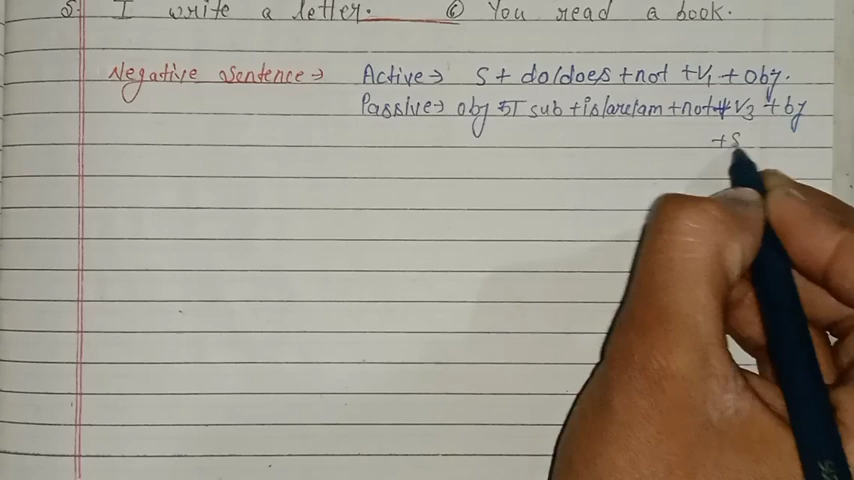 5. I write a letter. ⑥ You read a book.
Negative Sentence → Active → S + do/does + not + V₁ + Obj.
Passive → obj का sub + is/are/am + not + V₃ + by
+ S